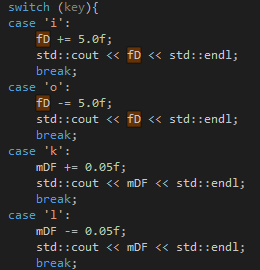 switch (key){
case 'i':
fD += 5.0f;
std::cout << fD << std::endl;
break;
case 'o':
fD -= 5.0f;
std::cout << fD << std::endl;
break;
case 'k':
mDF += 0.05f;
std::cout << mDF << std::endl;
break;
case 'l':
mDF -= 0.05f;
std::cout << mDF << std::endl;
break;